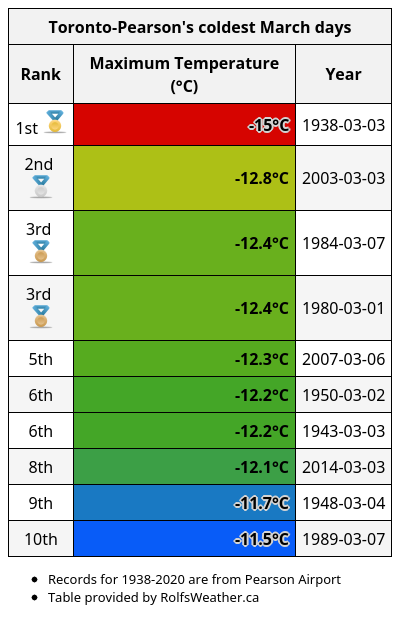 Toronto-Pearson's coldest March days
Rank Maximum Temperature (°C) Year
1st -15°C 1938-03-03
2nd -12.8°C 2003-03-03
3rd -12.4°C 1984-03-07
3rd -12.4°C 1980-03-01
5th -12.3°C 2007-03-06
6th -12.2°C 1950-03-02
6th -12.2°C 1943-03-03
8th -12.1°C 2014-03-03
9th -11.7°C 1948-03-04
10th -11.5°C 1989-03-07
Records for 1938-2020 are from Pearson Airport
Table provided by RolfsWeather.ca